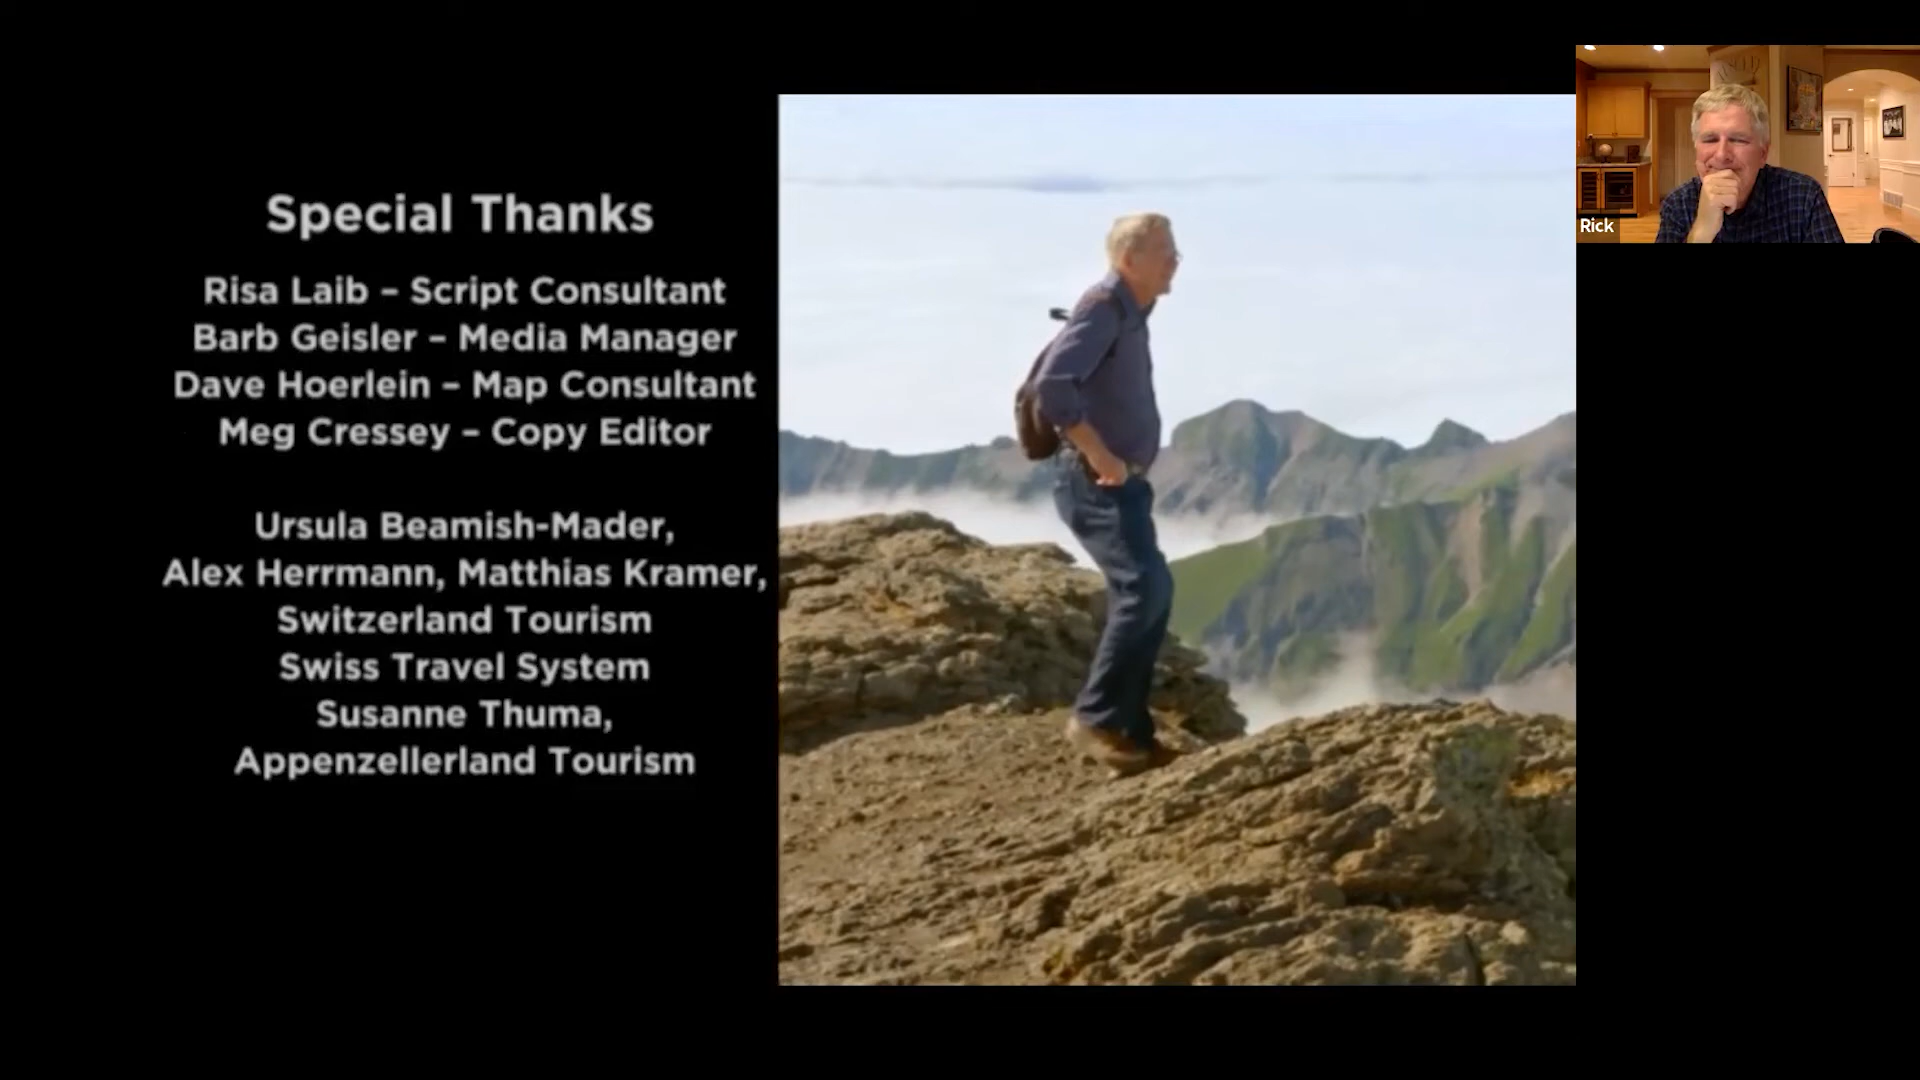 Special Thanks
Risa Laib – Script Consultant
Barb Geisler – Media Manager
Dave Hoerlein – Map Consultant
Meg Cressey – Copy Editor
Ursula Beamish-Mader,
Alex Herrmann, Matthias Kramer,
Switzerland Tourism
Swiss Travel System
Susanne Thuma,
Appenzellerland Tourism
Rick